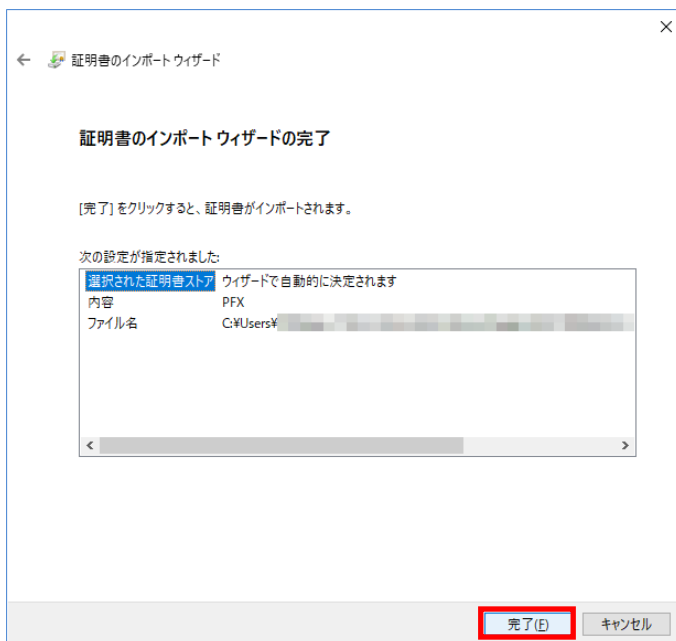 証明書のインポート ウィザード
証明書のインポート ウィザードの完了
[完了] をクリックすると、証明書がインポートされます。
次の設定が指定されました:
選択された証明書ストア ウィザードで自動的に決定されます
内容 PFX
ファイル名 C:¥Users¥
完了(F) キャンセル